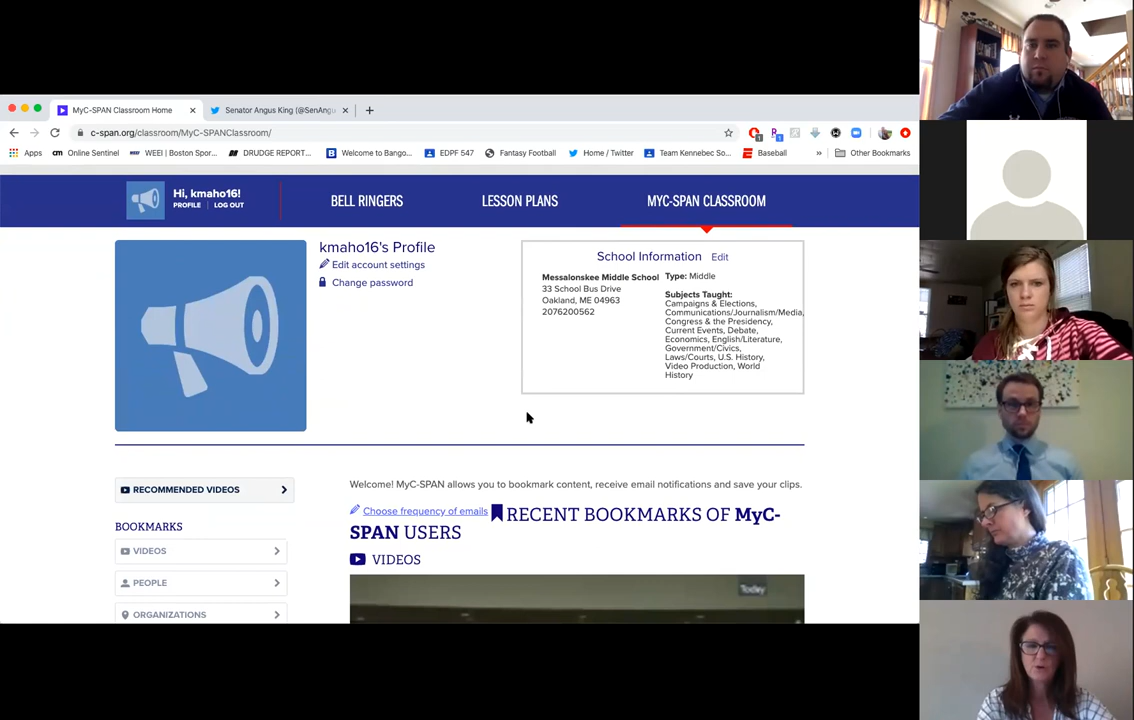 MyC-SPAN Classroom Home
Senator Angus King (@SenAngu
c-span.org/classroom/MyC-SPANClassroom/
Apps
Online Sentinel
WEEI | Boston Spor...
DRUDGE REPORT...
Welcome to Bango...
EDPF 547
Fantasy Football
Home / Twitter
Team Kennebec So...
Baseball
»
Other Bookmarks
Hi, kmaho16!
PROFILE | LOG OUT
BELL RINGERS
LESSON PLANS
MYC-SPAN CLASSROOM
kmaho16's Profile
Edit account settings
Change password
School Information Edit
Messalonskee Middle School
33 School Bus Drive
Oakland, ME 04963
2076200562
Type: Middle
Subjects Taught:
Campaigns & Elections,
Communications/Journalism/Media,
Congress & the Presidency,
Current Events, Debate,
Economics, English/Literature,
Government/Civics,
Laws/Courts, U.S. History,
Video Production, World
History
RECOMMENDED VIDEOS
BOOKMARKS
VIDEOS
PEOPLE
ORGANIZATIONS
Welcome! MyC-SPAN allows you to bookmark content, receive email notifications and save your clips.
Choose frequency of emails RECENT BOOKMARKS OF MyC-
SPAN USERS
VIDEOS
Today